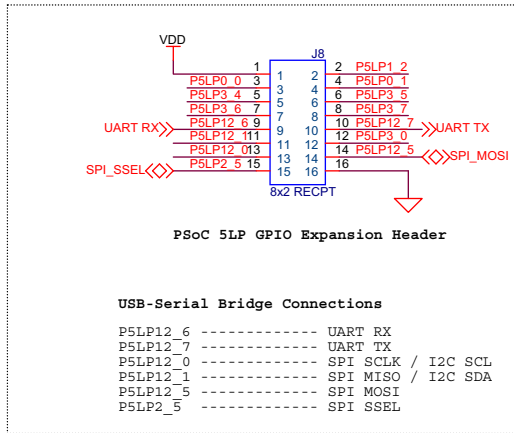 VDD
J8
1 1 2 2 P5LP1_2
P5LP0_0 3 3 4 4 P5LP0_1
P5LP3_4 5 5 6 6 P5LP3_5
P5LP3_6 7 7 8 8 P5LP3_7
UART RX P5LP12_6 9 9 10 10 P5LP12_7 UART TX
P5LP12_1 11 11 12 12 P5LP3_0
P5LP12_0 13 13 14 14 P5LP12_5 SPI_MOSI
SPI_SSEL P5LP2_5 15 15 16 16
8x2 RECPT
PSoC 5LP GPIO Expansion Header
USB-Serial Bridge Connections
P5LP12_6 ------------- UART RX
P5LP12_7 ------------- UART TX
P5LP12_0 ------------- SPI SCLK / I2C SCL
P5LP12_1 ------------- SPI MISO / I2C SDA
P5LP12_5 ------------- SPI MOSI
P5LP2_5 ------------- SPI SSEL